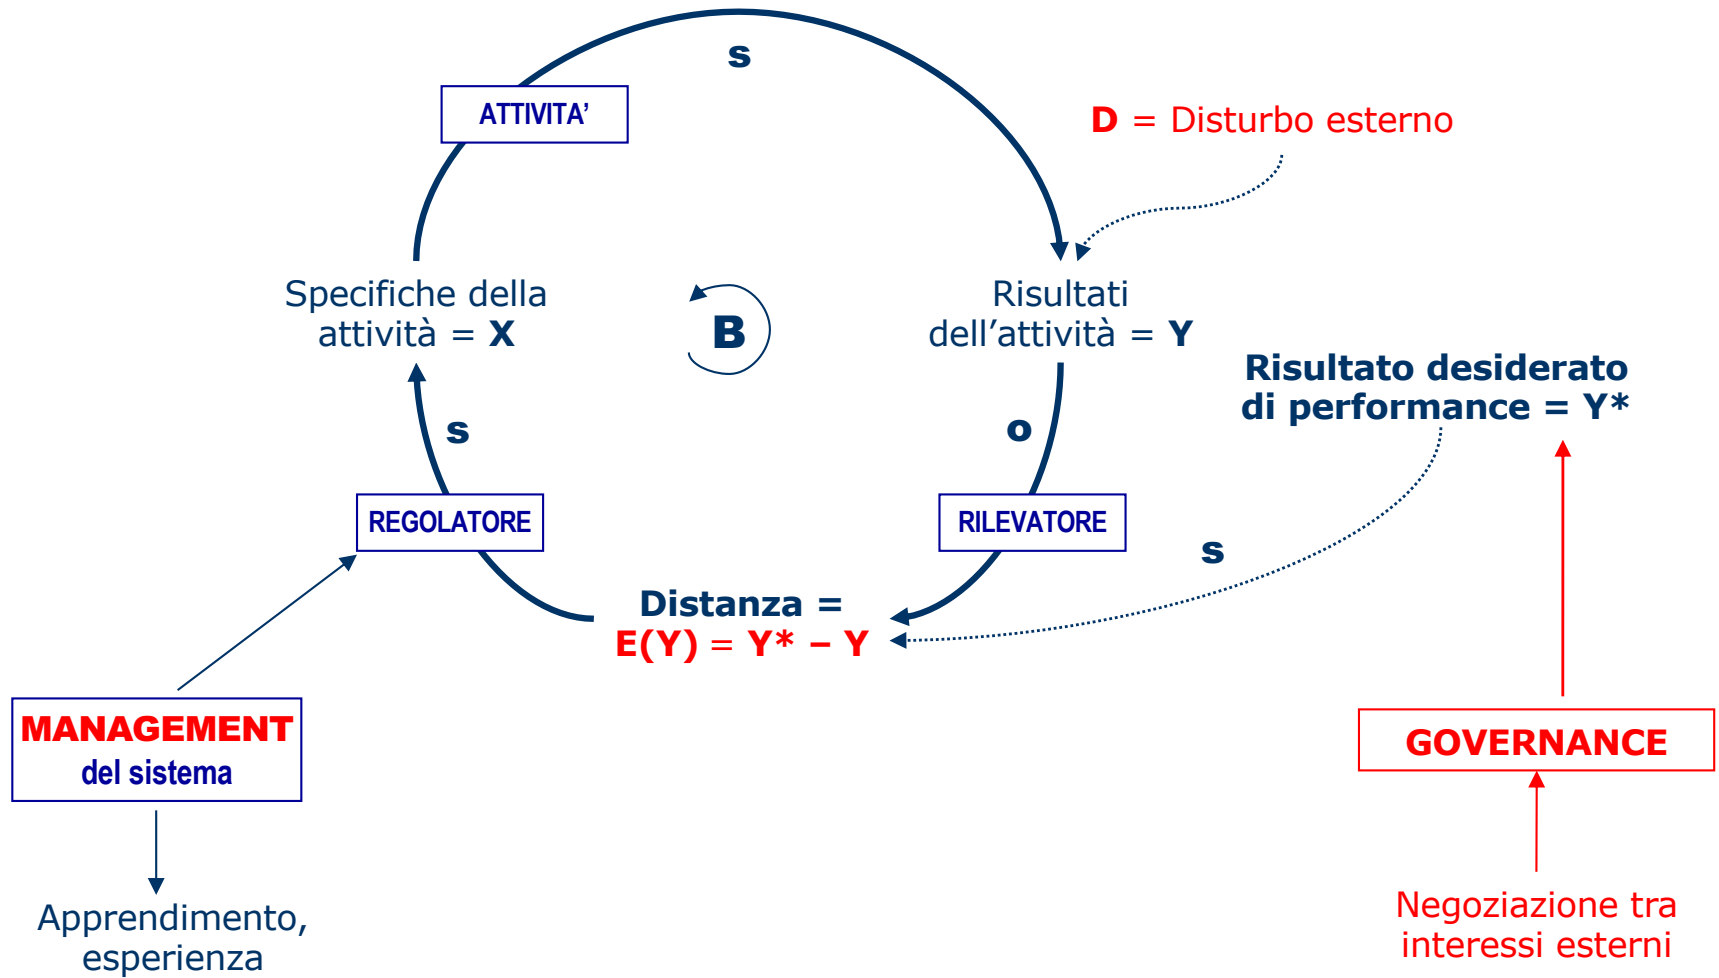 s
ATTIVITA’
D = Disturbo esterno
Specifiche della
attività = X
B
Risultati
dell’attività = Y
Risultato desiderato
di performance = Y*
s
o
REGOLATORE
RILEVATORE
s
Distanza =
E(Y) = Y* – Y
MANAGEMENT
del sistema
GOVERNANCE
Apprendimento,
esperienza
Negoziazione tra
interessi esterni